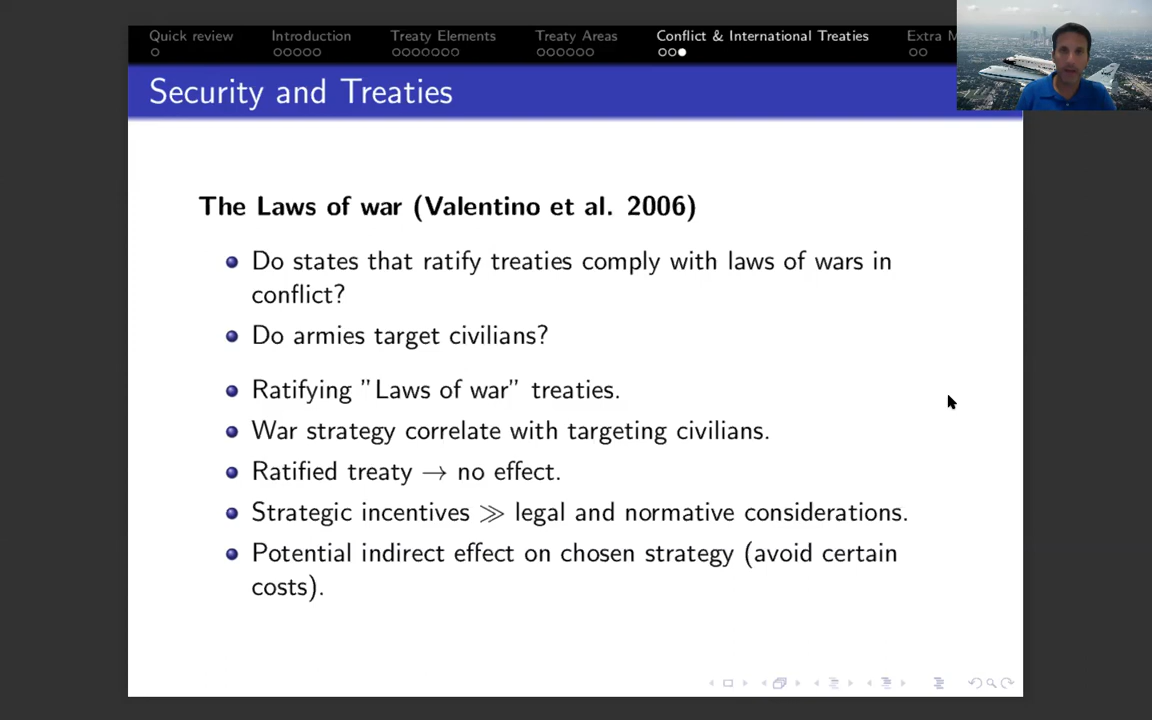 Quick review
Introduction
Treaty Elements
Treaty Areas
Conflict & International Treaties
Extra M
Security and Treaties
The Laws of war (Valentino et al. 2006)
Do states that ratify treaties comply with laws of wars in
conflict?
Do armies target civilians?
Ratifying ”Laws of war” treaties.
War strategy correlate with targeting civilians.
Ratified treaty → no effect.
Strategic incentives ≫ legal and normative considerations.
Potential indirect effect on chosen strategy (avoid certain
costs).